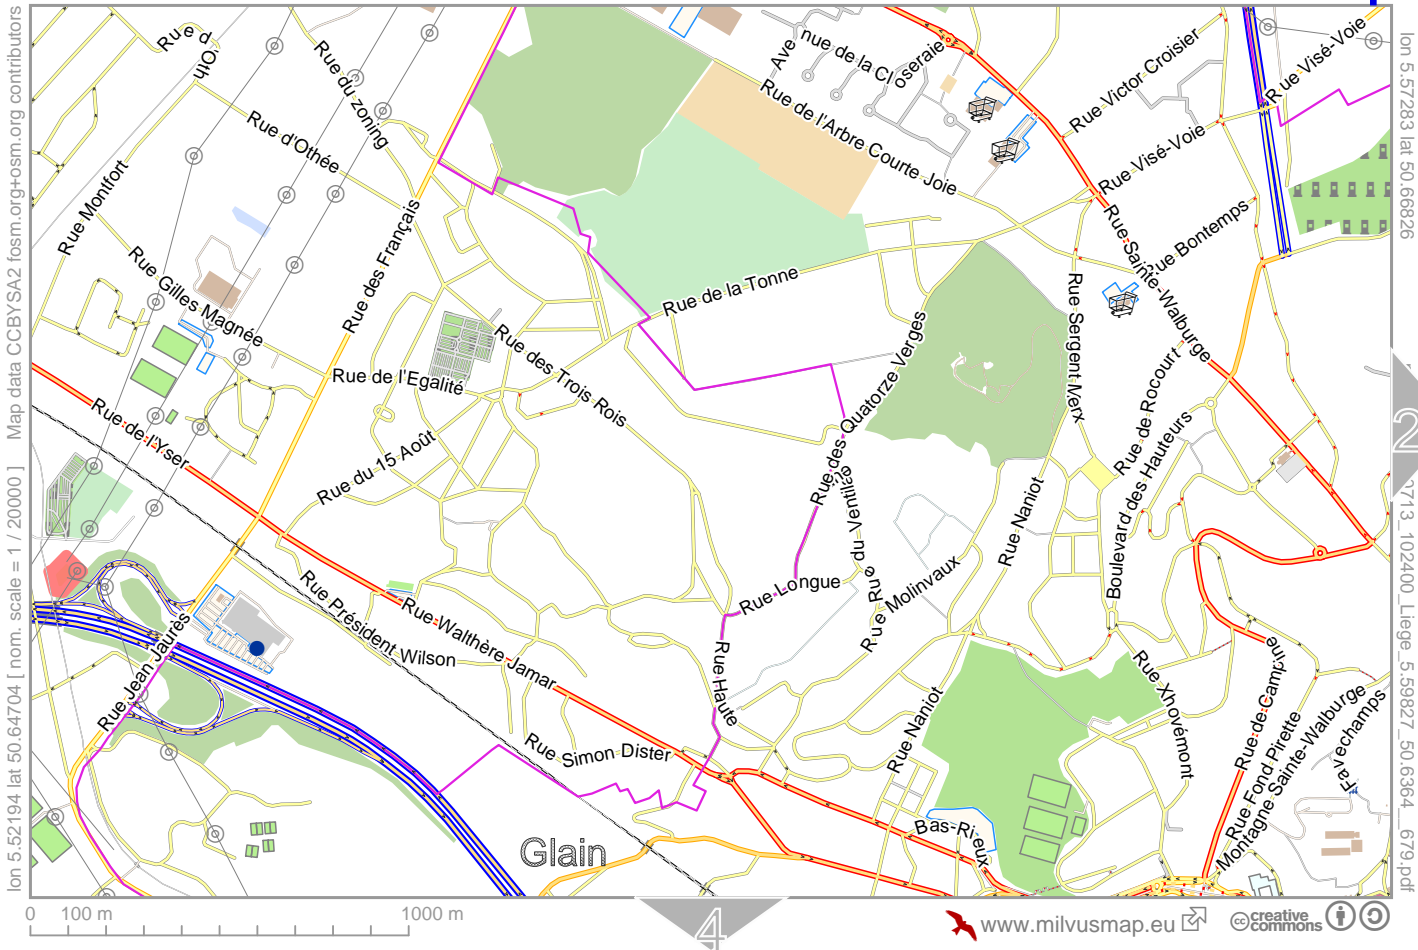 lon 5.52194 lat 50.64704 [ nom. scale = 1 / 20000 ] Map data CCBYSA2 fosm.org+osm.org contributors
lon 5.57283 lat 50.66826
Rue d'Oth
Rue du zoning
Rue d'Othée
Rue Montfort
Rue Gilles Magnée
Rue des Français
Avenue de la Closeraie
Rue de l'Arbre Courte Joie
Rue Victor Croisier
Rue Visé-Voie
Rue Visé-Voie
Rue Sainte-Walburge
Rue Bontemps
Rue de la Tonne
Rue Sergent Merx
Rue des Trois Rois
Rue de l'Egalité
Rue des Quatorze Verges
Rue de Rocourt
Rue de l'Yser
Rue du 15 Août
Boulevard des Hauteurs
Rue du Ventilée
Rue Naniot
Rue Longue
Rue Molinvaux
Rue Président Wilson
Rue Walthère Jamar
Rue Jean Jaurès
Rue Haute
Rue Simon Dister
Rue Naniot
Rue Xhovémont
Rue de Campine
Rue Fond Pirette
Montagne Sainte-Walburge
Favechamps
Bas-Rieux
Glain
2
713_102400_Liege_5.59827_50.63364__679.pdf
0 100 m 1000 m
4
www.milvusmap.eu
cc creative commons